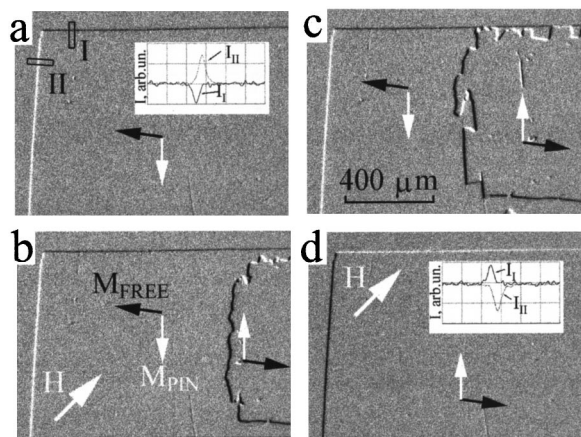 a
I
II
I, arb.un.
I_II
I_I
c
400 μm
b
M_FREE
M_PIN
H
d
H
I, arb.un.
I_I
I_II